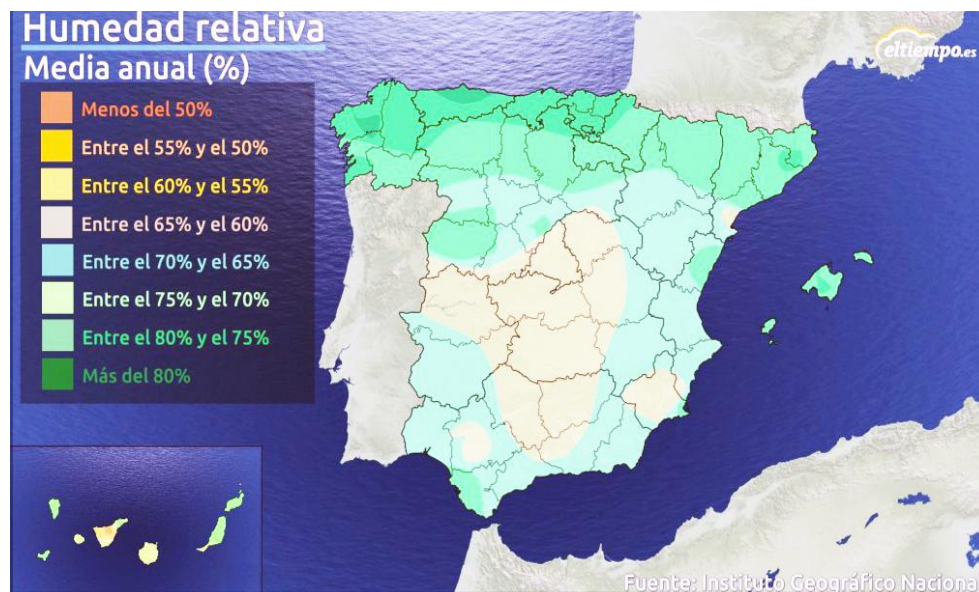 Humedad relativa
Media anual (%)
Menos del 50%
Entre el 55% y el 50%
Entre el 60% y el 55%
Entre el 65% y el 60%
Entre el 70% y el 65%
Entre el 75% y el 70%
Entre el 80% y el 75%
Más del 80%
eltiempo.es
Fuente: Instituto Geográfico Naciona